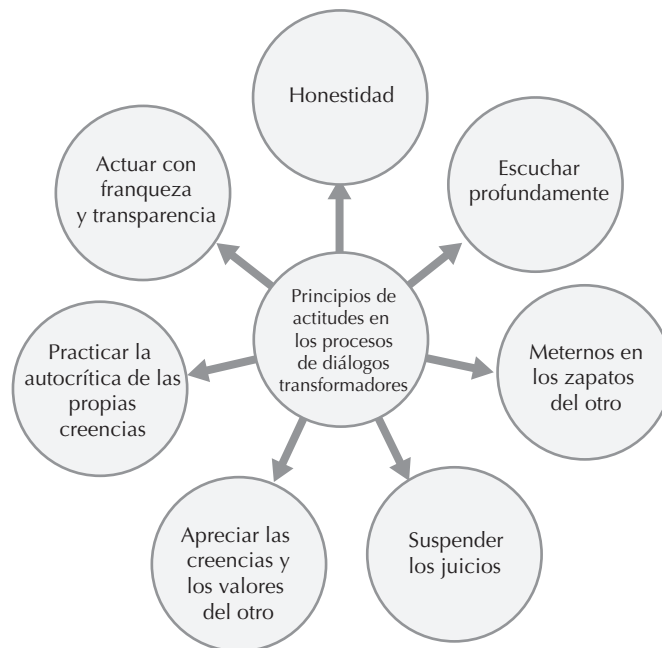 Honestidad
Escuchar
profundamente
Meternos en
los zapatos
del otro
Suspender
los juicios
Apreciar las
creencias y
los valores
del otro
Practicar la
autocrítica de las
propias
creencias
Actuar con
franqueza
y transparencia
Principios de
actitudes en
los procesos
de diálogos
transformadores